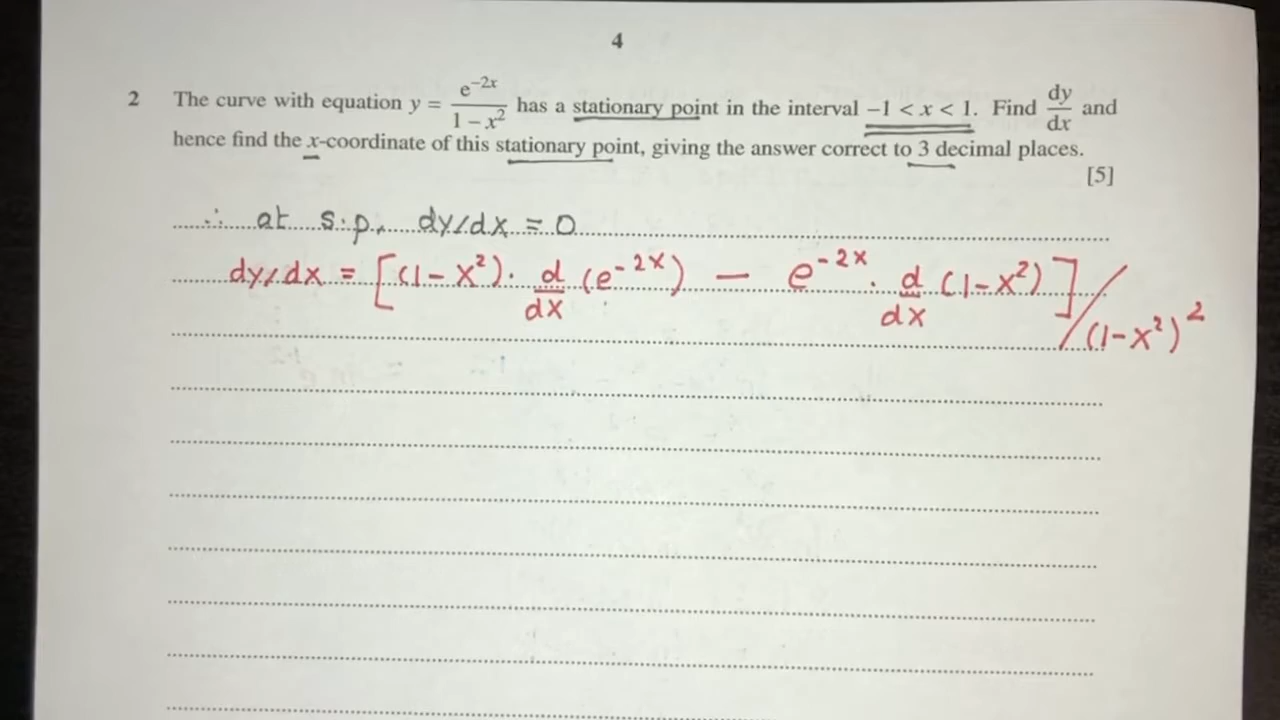 4
2 The curve with equation y = e^{-2x} / (1 − x²) has a stationary point in the interval −1 < x < 1. Find dy/dx and
hence find the x-coordinate of this stationary point, giving the answer correct to 3 decimal places.
[5]
∴ at s.p, dy/dx = 0
dy/dx = [(1−x²). d/dx (e^{-2x}) − e^{-2x} . d/dx (1−x²)] / (1−x²)²